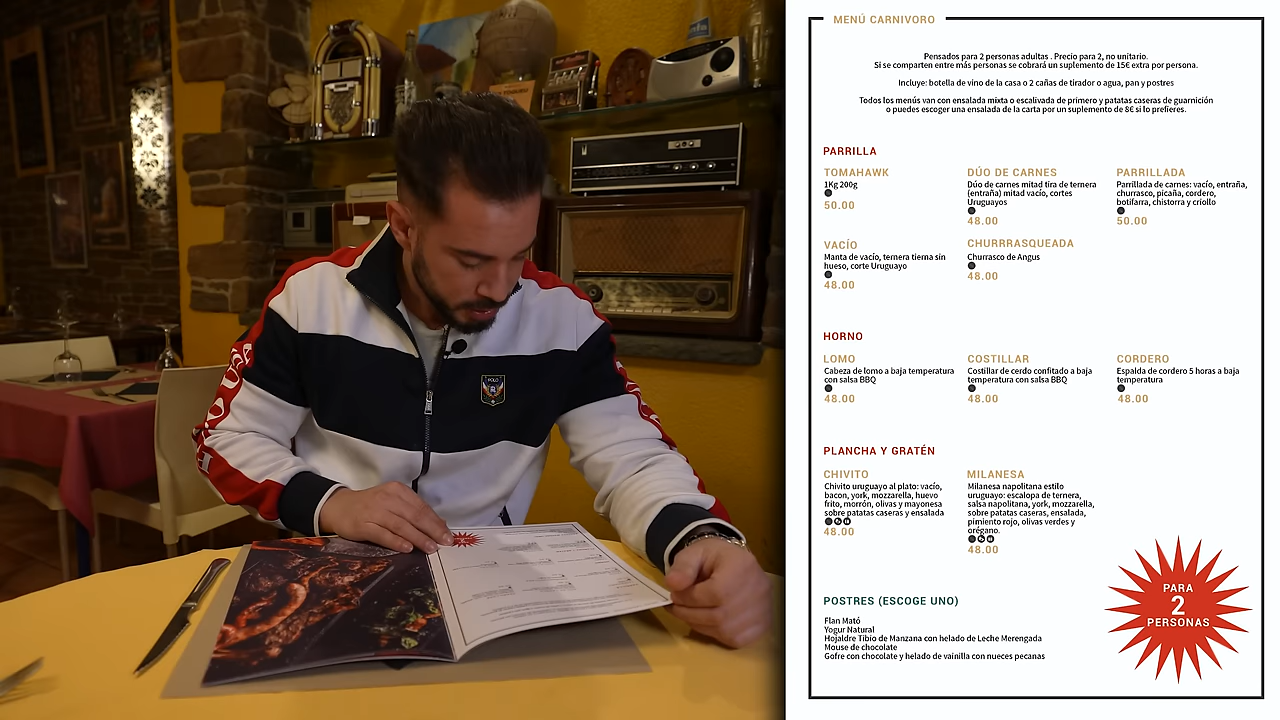 MENÚ CARNIVORO
Pensados para 2 personas adultas . Precio para 2, no unitario.
Si se comparten entre más personas se cobrará un suplemento de 15€ extra por persona.
Incluye: botella de vino de la casa o 2 cañas de tirador o agua, pan y postres
Todos los menús van con ensalada mixta o escalivada de primero y patatas caseras de guarnición
o puedes escoger una ensalada de la carta por un suplemento de 8€ si lo prefieres.
PARRILLA
TOMAHAWK
1Kg 200g
50.00
DÚO DE CARNES
Dúo de carnes mitad tira de ternera
(entraña) mitad vacío, cortes
Uruguayos
48.00
PARRILLADA
Parrillada de carnes: vacío, entraña,
churrasco, picaña, cordero,
botifarra, chistorra y criollo
50.00
VACÍO
Manta de vacío, ternera tierna sin
hueso, corte Uruguayo
48.00
CHURRRASQUEADA
Churrasco de Angus
48.00
HORNO
LOMO
Cabeza de lomo a baja temperatura
con salsa BBQ
48.00
COSTILLAR
Costillar de cerdo confitado a baja
temperatura con salsa BBQ
48.00
CORDERO
Espalda de cordero 5 horas a baja
temperatura
48.00
PLANCHA Y GRATÉN
CHIVITO
Chivito uruguayo al plato: vacío,
bacon, york, mozzarella, huevo
frito, morrón, olivas y mayonesa
sobre patatas caseras y ensalada
48.00
MILANESA
Milanesa napolitana estilo
uruguayo: escalopa de ternera,
salsa napolitana, york, mozzarella,
sobre patatas caseras, ensalada,
pimiento rojo, olivas verdes y
orégano.
48.00
POSTRES (ESCOGE UNO)
Flan Mató
Yogur Natural
Hojaldre Tibio de Manzana con helado de Leche Merengada
Mouse de chocolate
Gofre con chocolate y helado de vainilla con nueces pecanas
PARA
2
PERSONAS
POLO